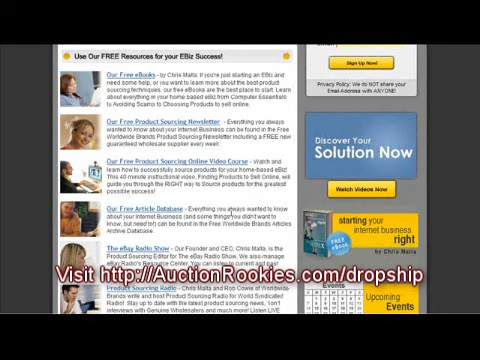 Use Our FREE Resources for your EBiz Success!
Our Free eBooks - by Chris Malta. If you're just starting an EBiz and
need some help, or you want to learn more about the best product
sourcing techniques, our free eBooks are the best place to start. Learn
about everything in your home-based eBiz from Computer Essentials
to Avoiding Scams to Choosing Products to sell online.
Our Free Product Sourcing Newsletter - Everything you always
wanted to know about your Internet Business can be found in the Free
Worldwide Brands Product Sourcing Newsletter including a FREE new
guaranteed wholesale supplier every week!
Our Free Product Sourcing Online Video Course - Watch and
learn how to successfully source products for your home-based eBiz!
This 40 minute instructional video, Finding Products to Sell Online, will
guide you through the RIGHT way to Source products for the greatest
possible success!
Our Free Article Database - Everything you always wanted to know
about your Internet Business (and some things you didn't want to
know, but need to!) can be found in the Free Worldwide Brands Articles
Archive Database.
The eBay Radio Show - Our Founder and CEO, Chris Malta, is the
Product Sourcing Editor for The eBay Radio Show. We also manage
eBay Radio's Resource Center. You can listen to current and past
Product Sourcing Radio - Chris Malta and Rob Cowie of Worldwide
Brands write and host Product Sourcing Radio for World Syndicated
Radio! Stay up to date with the latest product sourcing news, 1on1
interviews with Genuine Wholesalers and much more! Listen LIVE
Sign Up Now!
Privacy Policy: We do NOT share your
Email Address with ANYONE
Discover Your
Solution Now
Watch Videos Now
FREE
eBook
starting your
internet business
right
by Chris Malta
Events
Upcoming
Events
Visit http://AuctionRookies.com/dropship